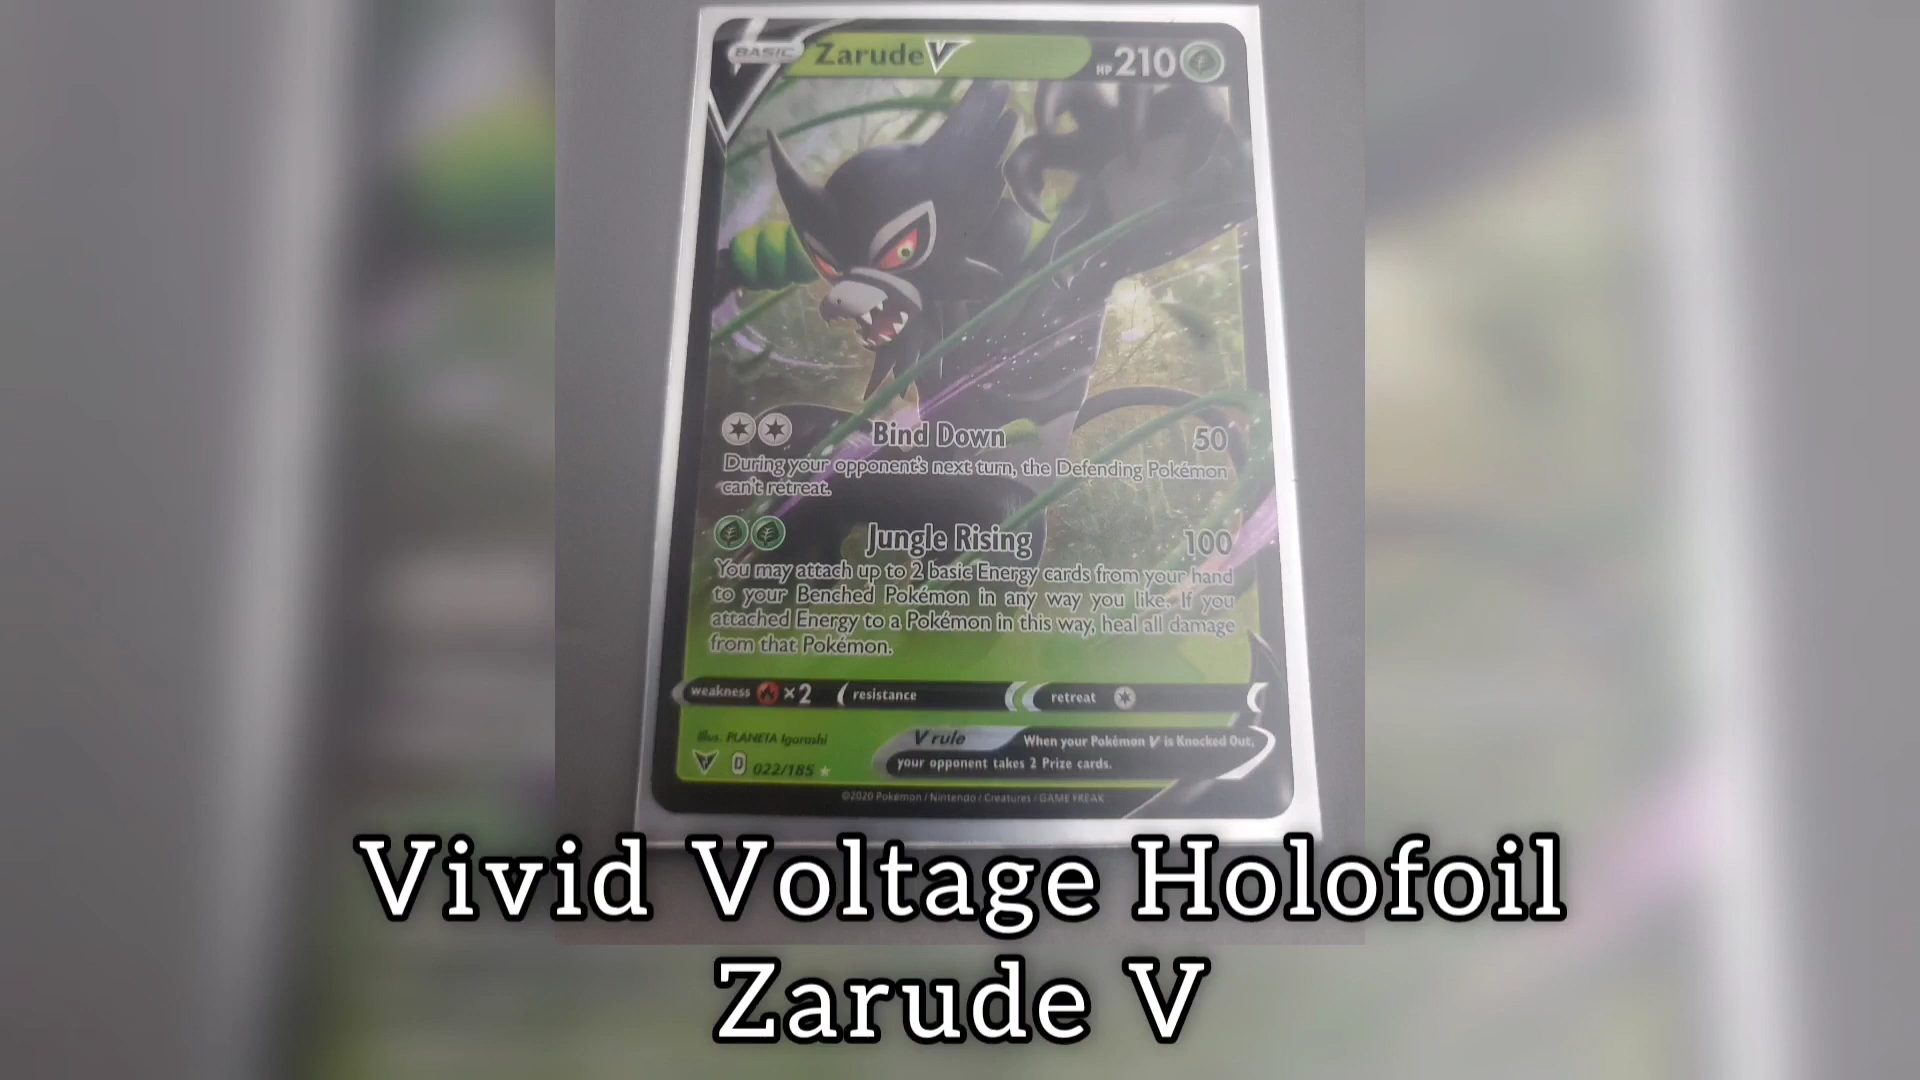 BASIC Zarude V HP 210
Bind Down 50
During your opponent's next turn, the Defending Pokémon
can't retreat.
Jungle Rising 100
You may attach up to 2 basic Energy cards from your hand
to your Benched Pokémon in any way you like. If you
attached Energy to a Pokémon in this way, heal all damage
from that Pokémon.
weakness ×2 resistance retreat
Illus. PLANETA Igarashi
V rule When your Pokémon V is Knocked Out,
your opponent takes 2 Prize cards.
D 022/185
©2020 Pokémon / Nintendo / Creatures / GAME FREAK
Vivid Voltage Holofoil
Zarude V